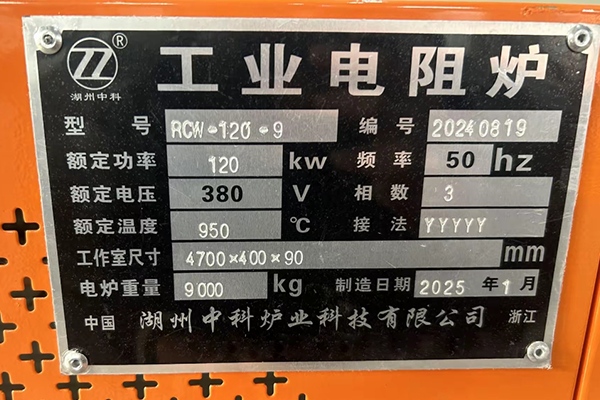 ZZ ® 工业电阻炉
湖州中科
型号 RCW-120-9 编号 20240819
额定功率 120 kw 频率 50 hz
额定电压 380 V 相数 3
额定温度 950 ℃ 接法 YYYYY
工作室尺寸 4700×400×90 mm
电炉重量 9000 kg 制造日期 2025 年 1 月
中国 湖州中科炉业科技有限公司 浙江